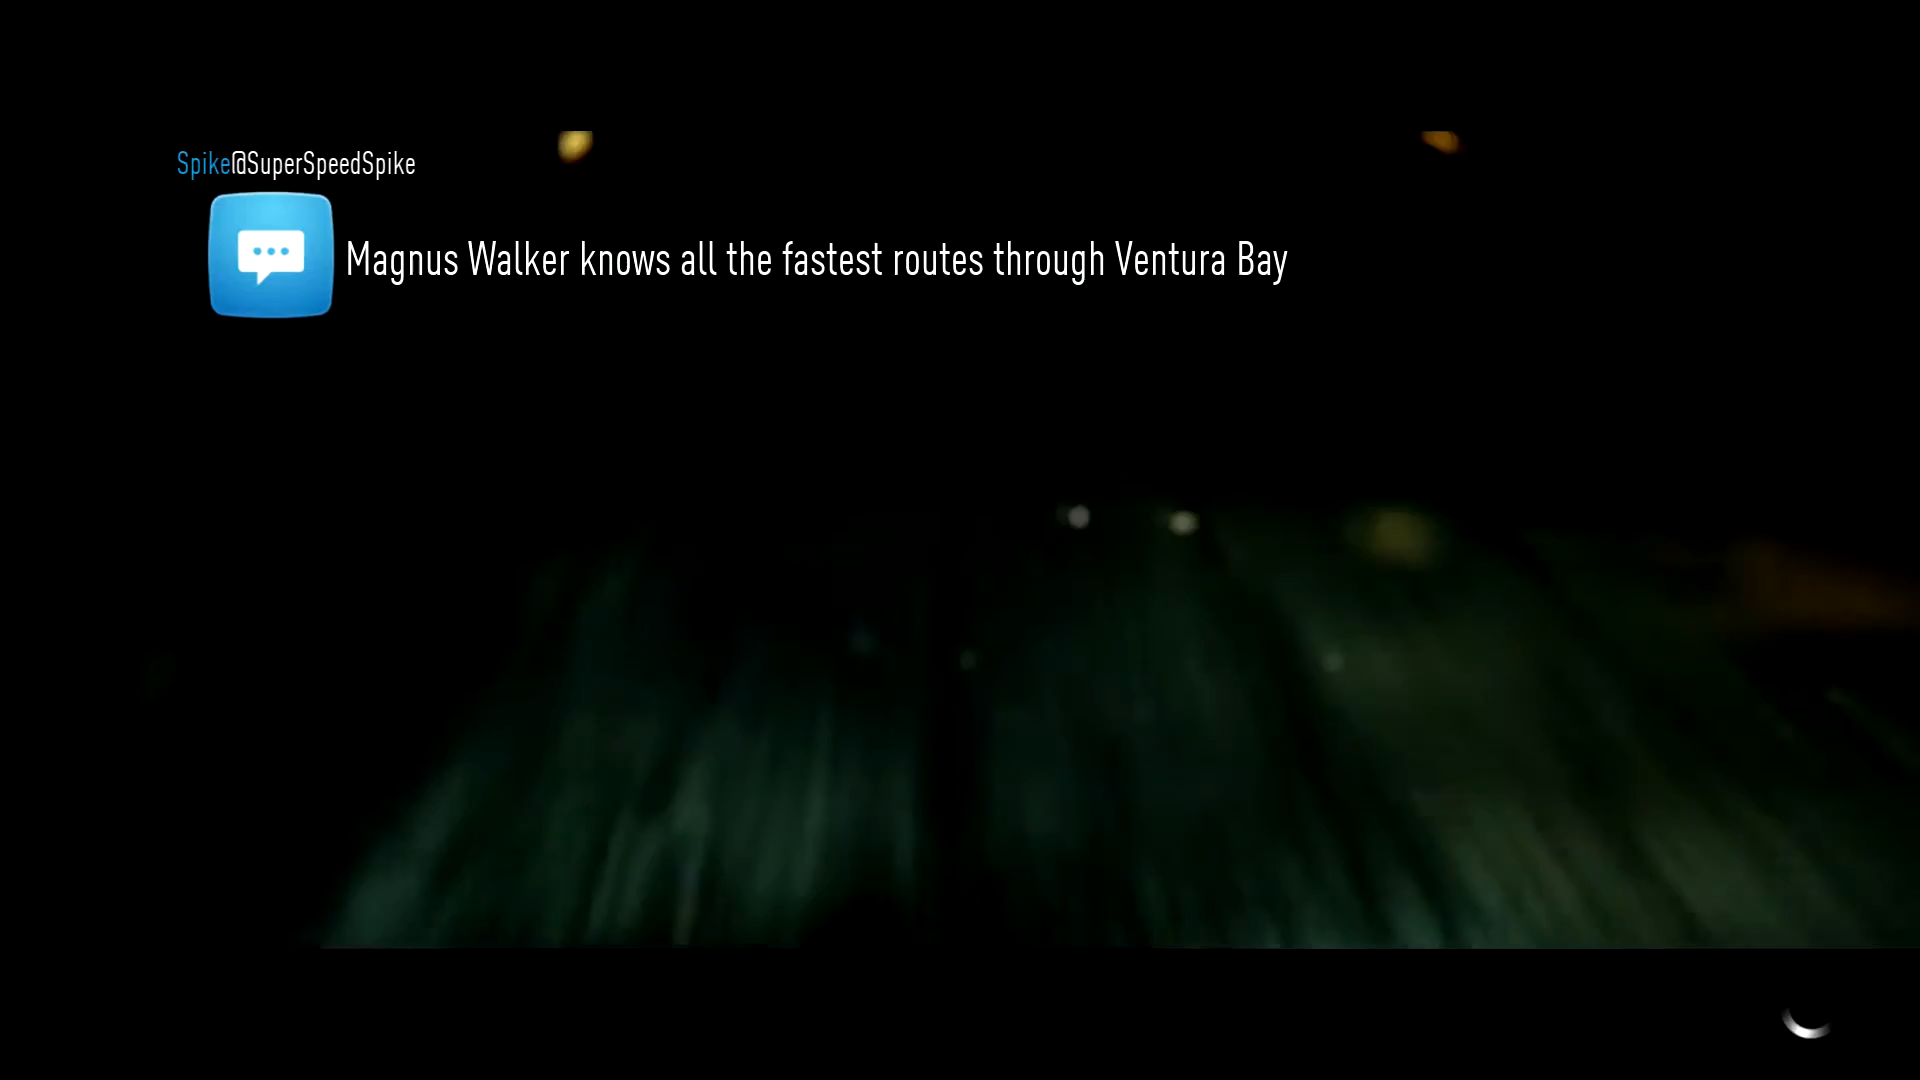 Spike@SuperSpeedSpike
Magnus Walker knows all the fastest routes through Ventura Bay